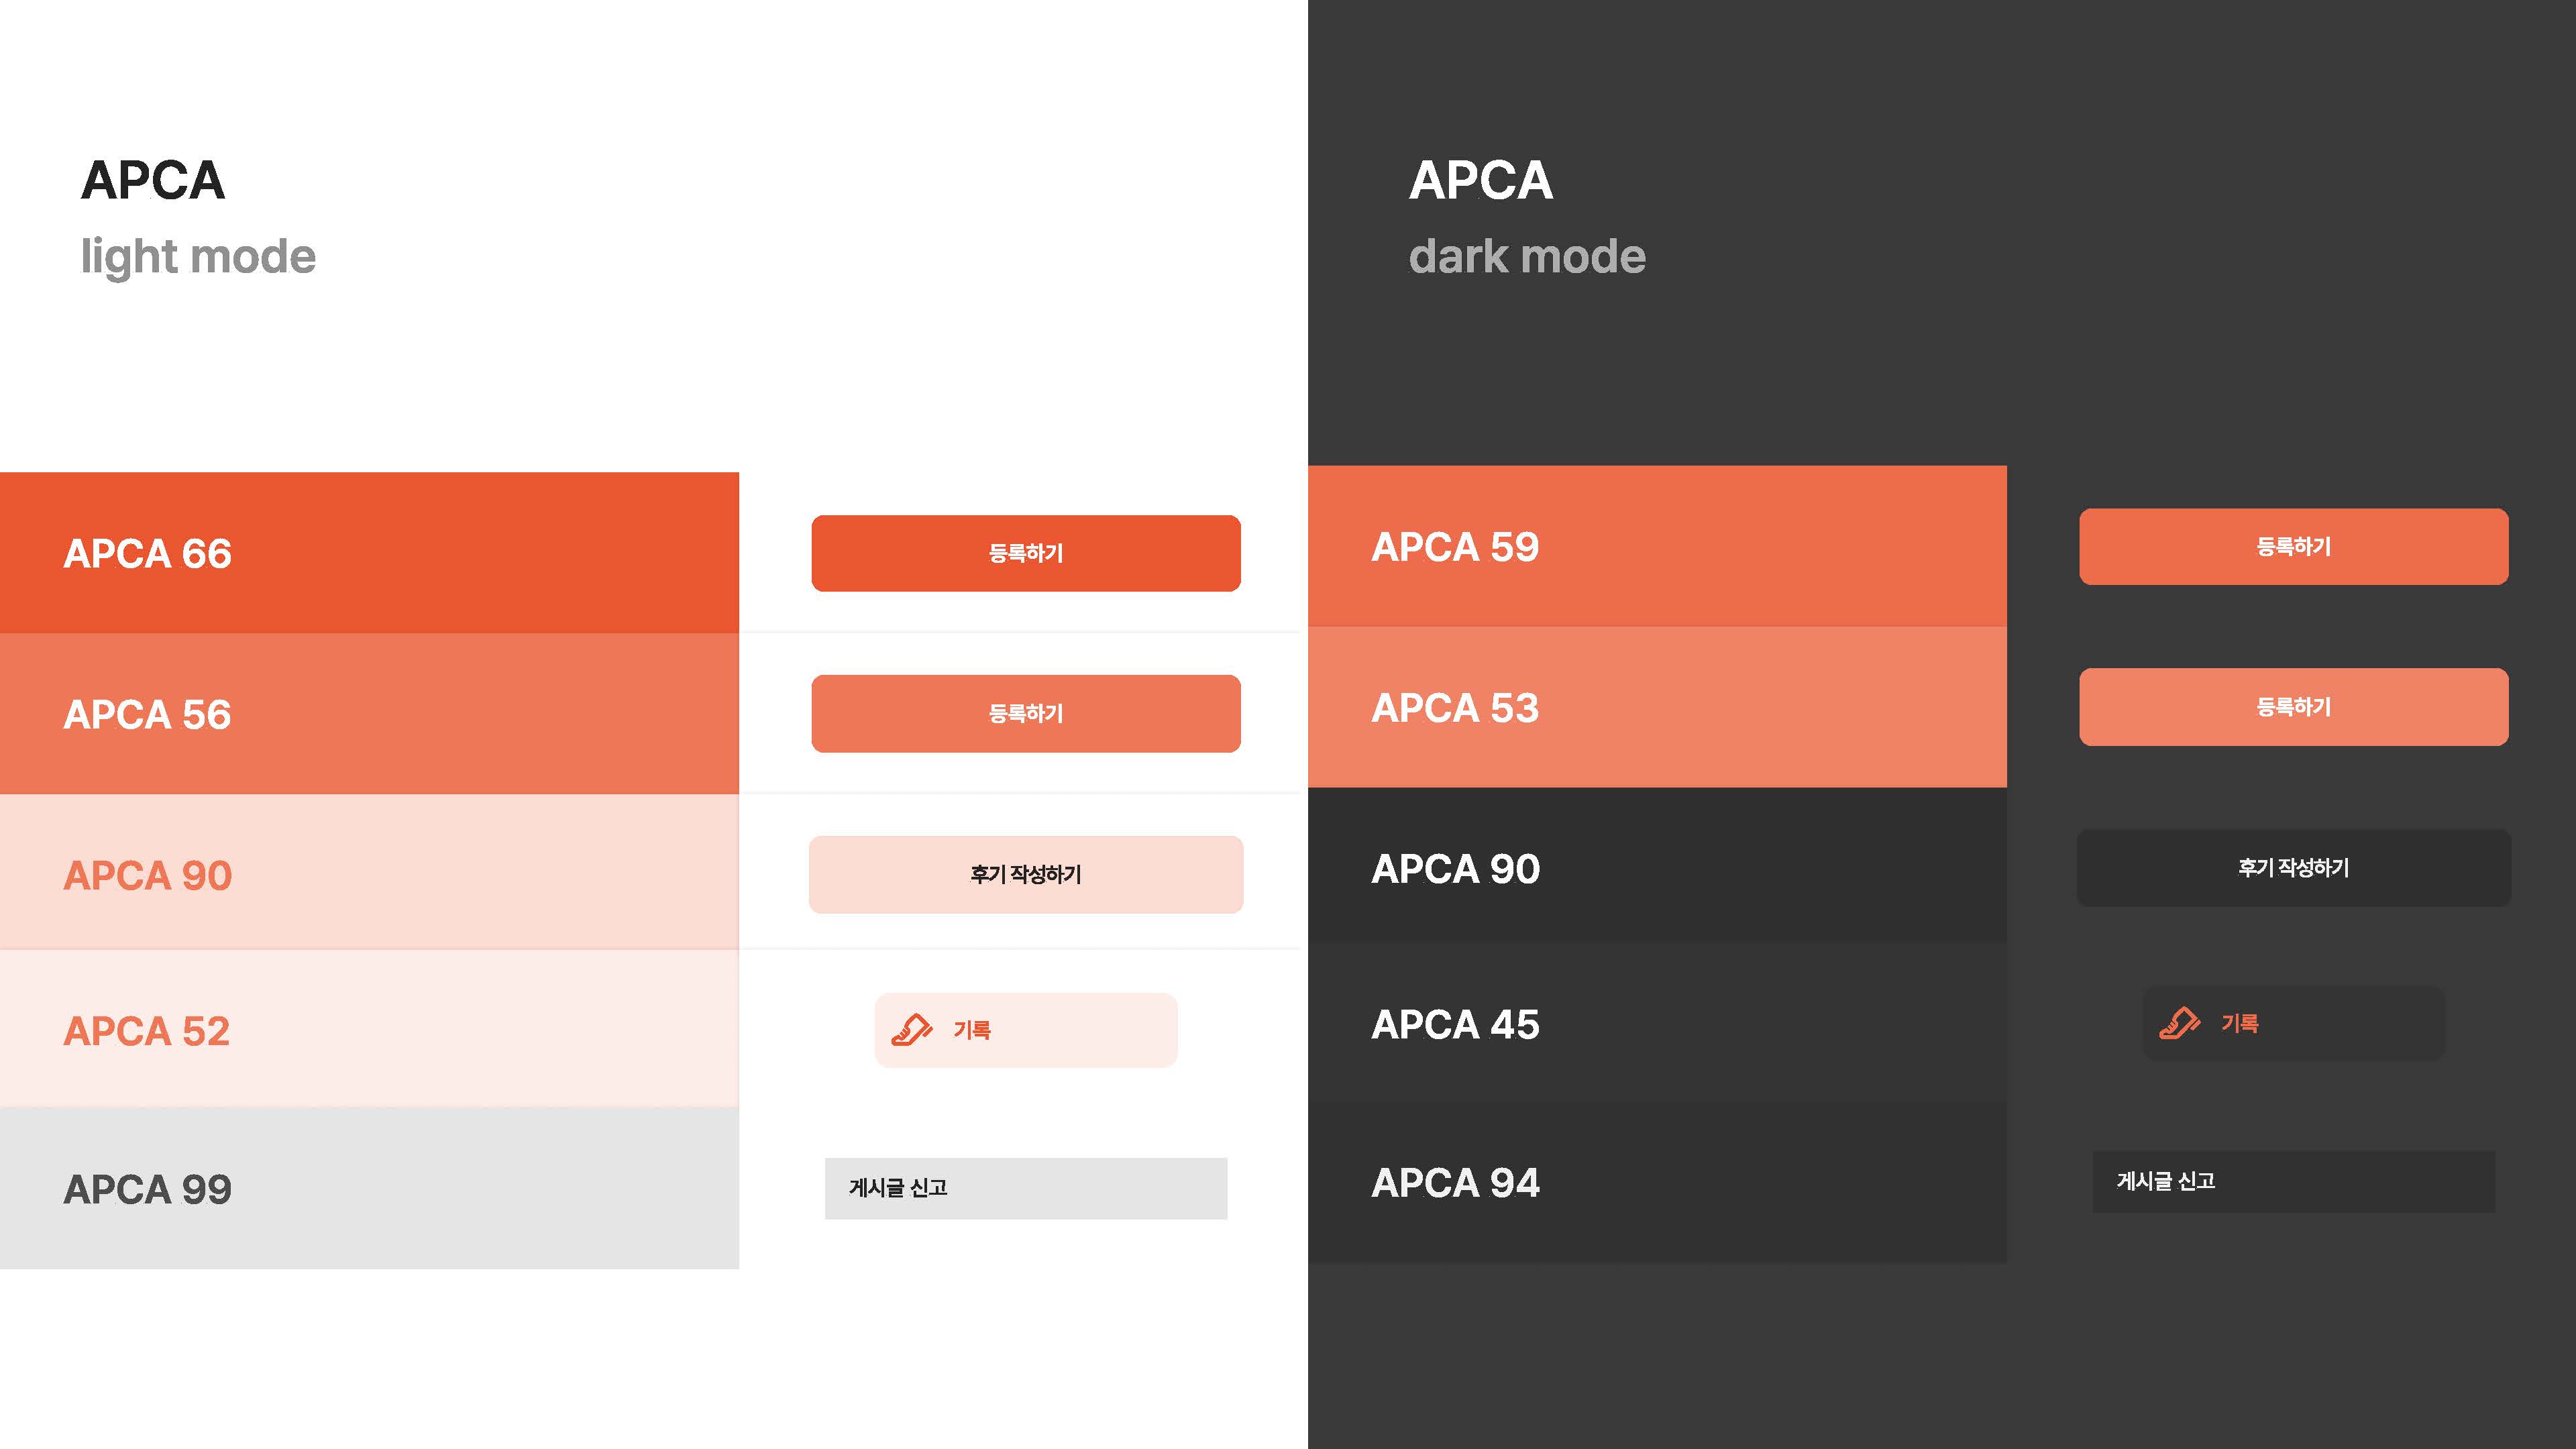 APCA
light mode
APCA 66
등록하기
APCA 56
등록하기
APCA 90
후기 작성하기
APCA 52
기록
APCA 99
게시글 신고
APCA
dark mode
APCA 59
등록하기
APCA 53
등록하기
APCA 90
후기 작성하기
APCA 45
기록
APCA 94
게시글 신고